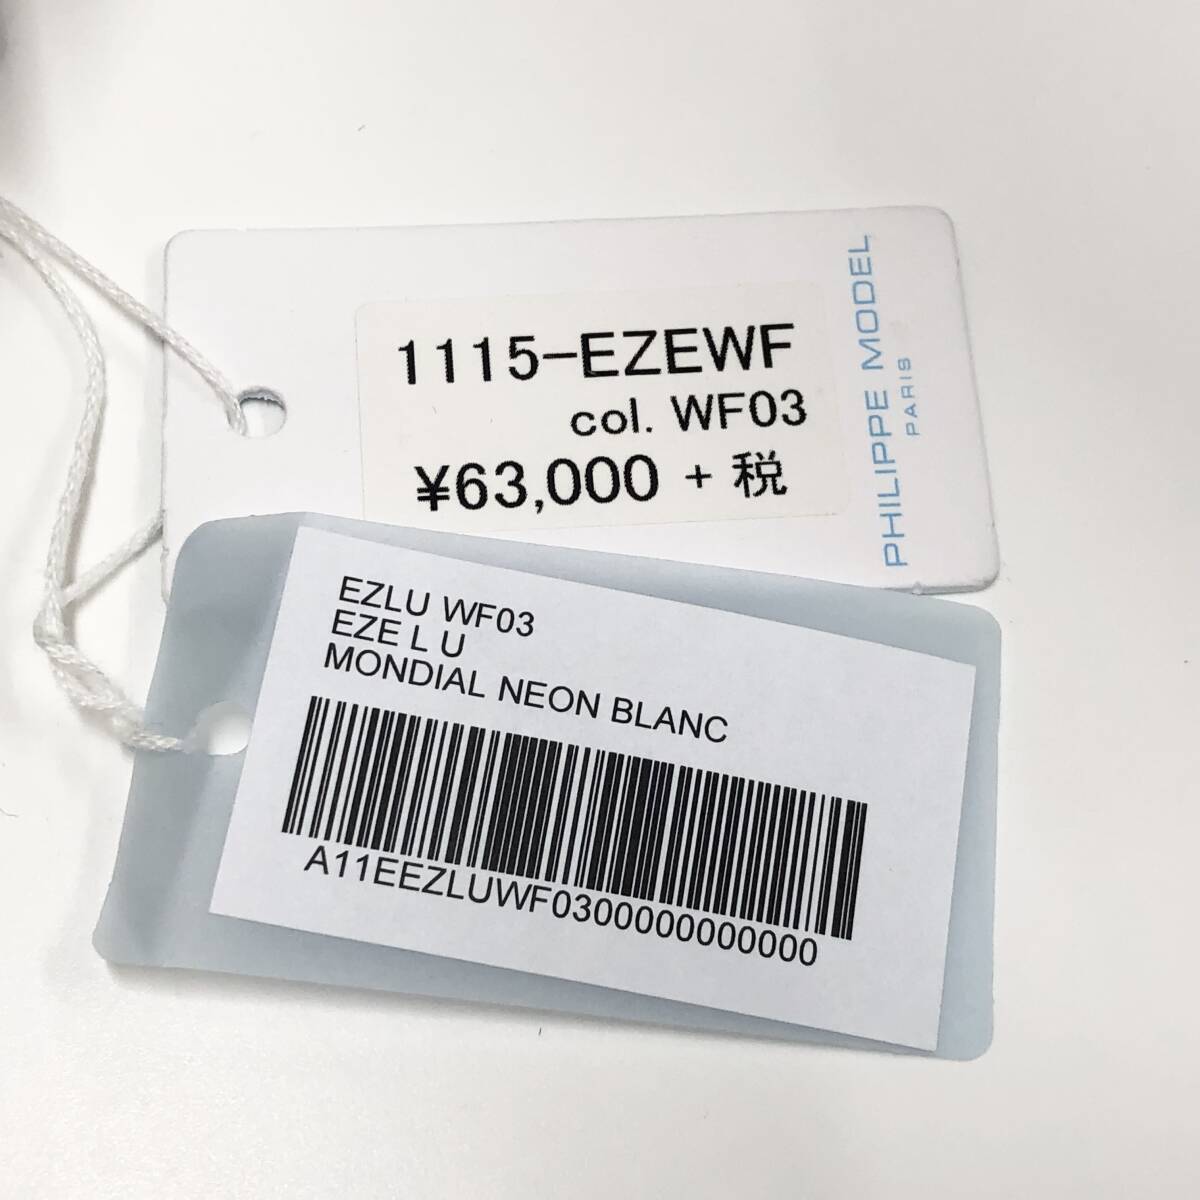 1115-EZEWF
col. WF03
¥63,000 + 税
PHILIPPE MODEL
PARIS
EZLU WF03
EZE L U
MONDIAL NEON BLANC
A11EEZLUWF0300000000000